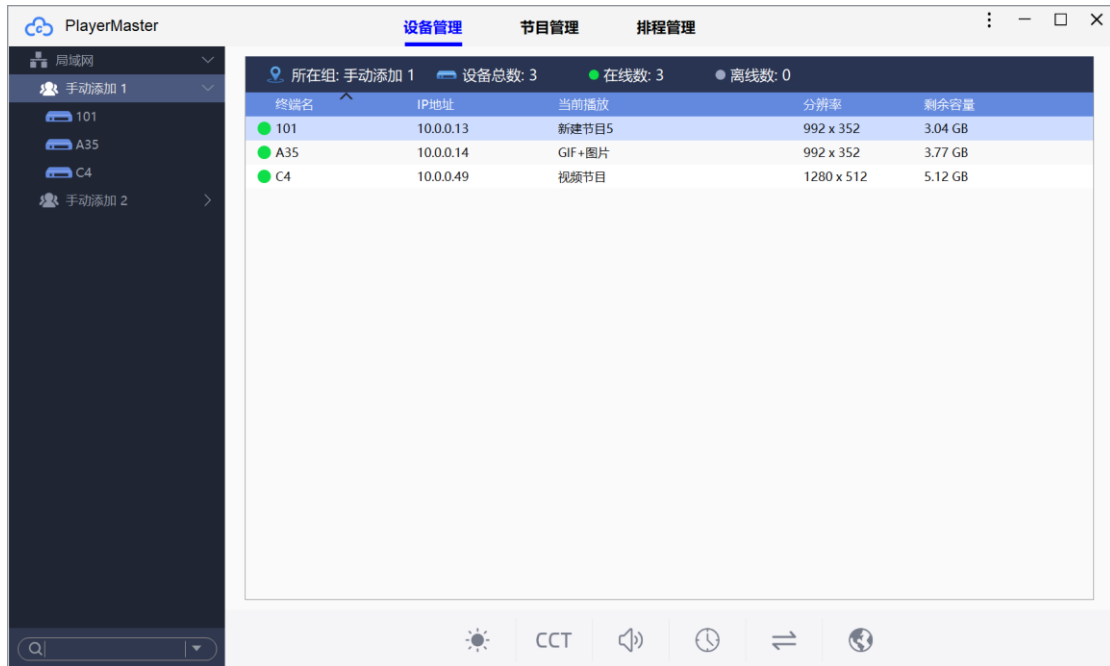 PlayerMaster
设备管理 节目管理 排程管理
局域网
手动添加 1
101
A35
C4
手动添加 2
所在组: 手动添加 1 设备总数: 3 在线数: 3 离线数: 0
终端名 IP地址 当前播放 分辨率 剩余容量
101 10.0.0.13 新建节目5 992 x 352 3.04 GB
A35 10.0.0.14 GIF+图片 992 x 352 3.77 GB
C4 10.0.0.49 视频节目 1280 x 512 5.12 GB
CCT